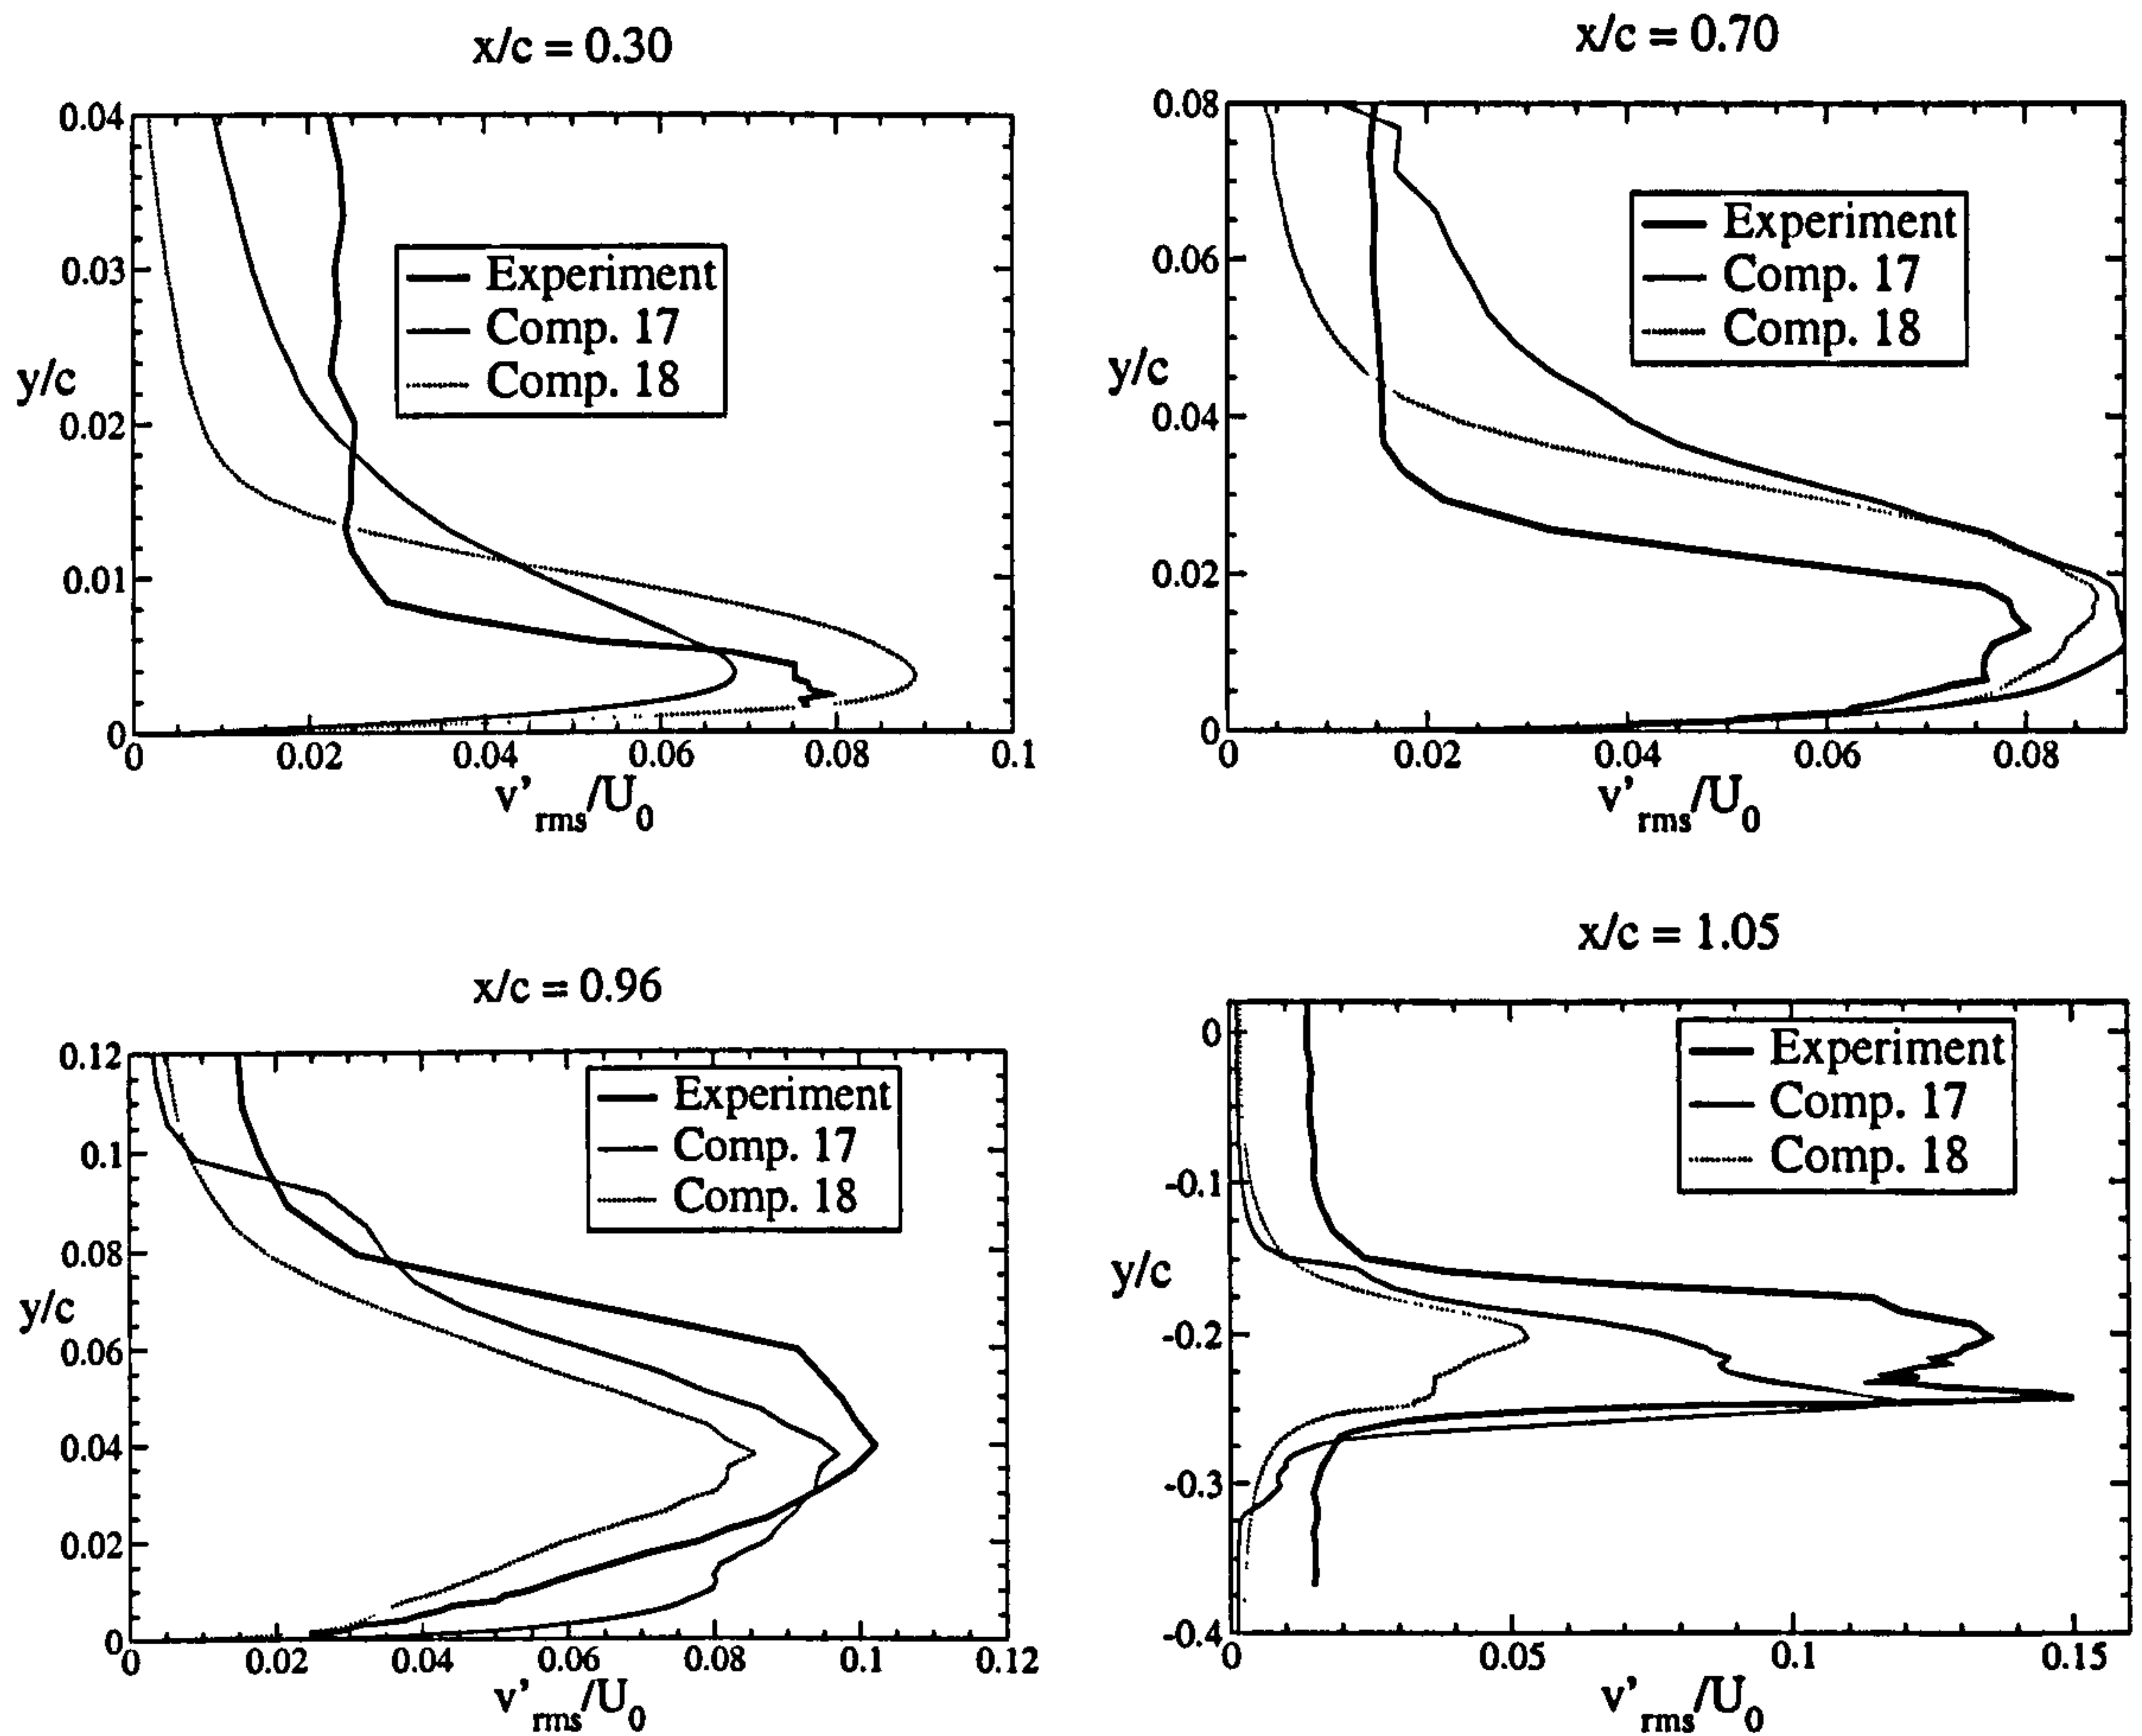 x/c = 0.30
0.04
0.03
0.02
0.01
0
y/c
Experiment
Comp. 17
Comp. 18
0 0.02 0.04 0.06 0.08 0.1
v'rms/U0
x/c = 0.70
0.08
0.06
0.04
0.02
0
y/c
Experiment
Comp. 17
Comp. 18
0 0.02 0.04 0.06 0.08
v'rms/U0
x/c = 0.96
0.12
0.1
0.08
0.06
0.04
0.02
0
y/c
Experiment
Comp. 17
Comp. 18
0 0.02 0.04 0.06 0.08 0.1 0.12
v'rms/U0
x/c = 1.05
0
-0.1
-0.2
-0.3
-0.4
y/c
Experiment
Comp. 17
Comp. 18
0 0.05 0.1 0.15
v'rms/U0